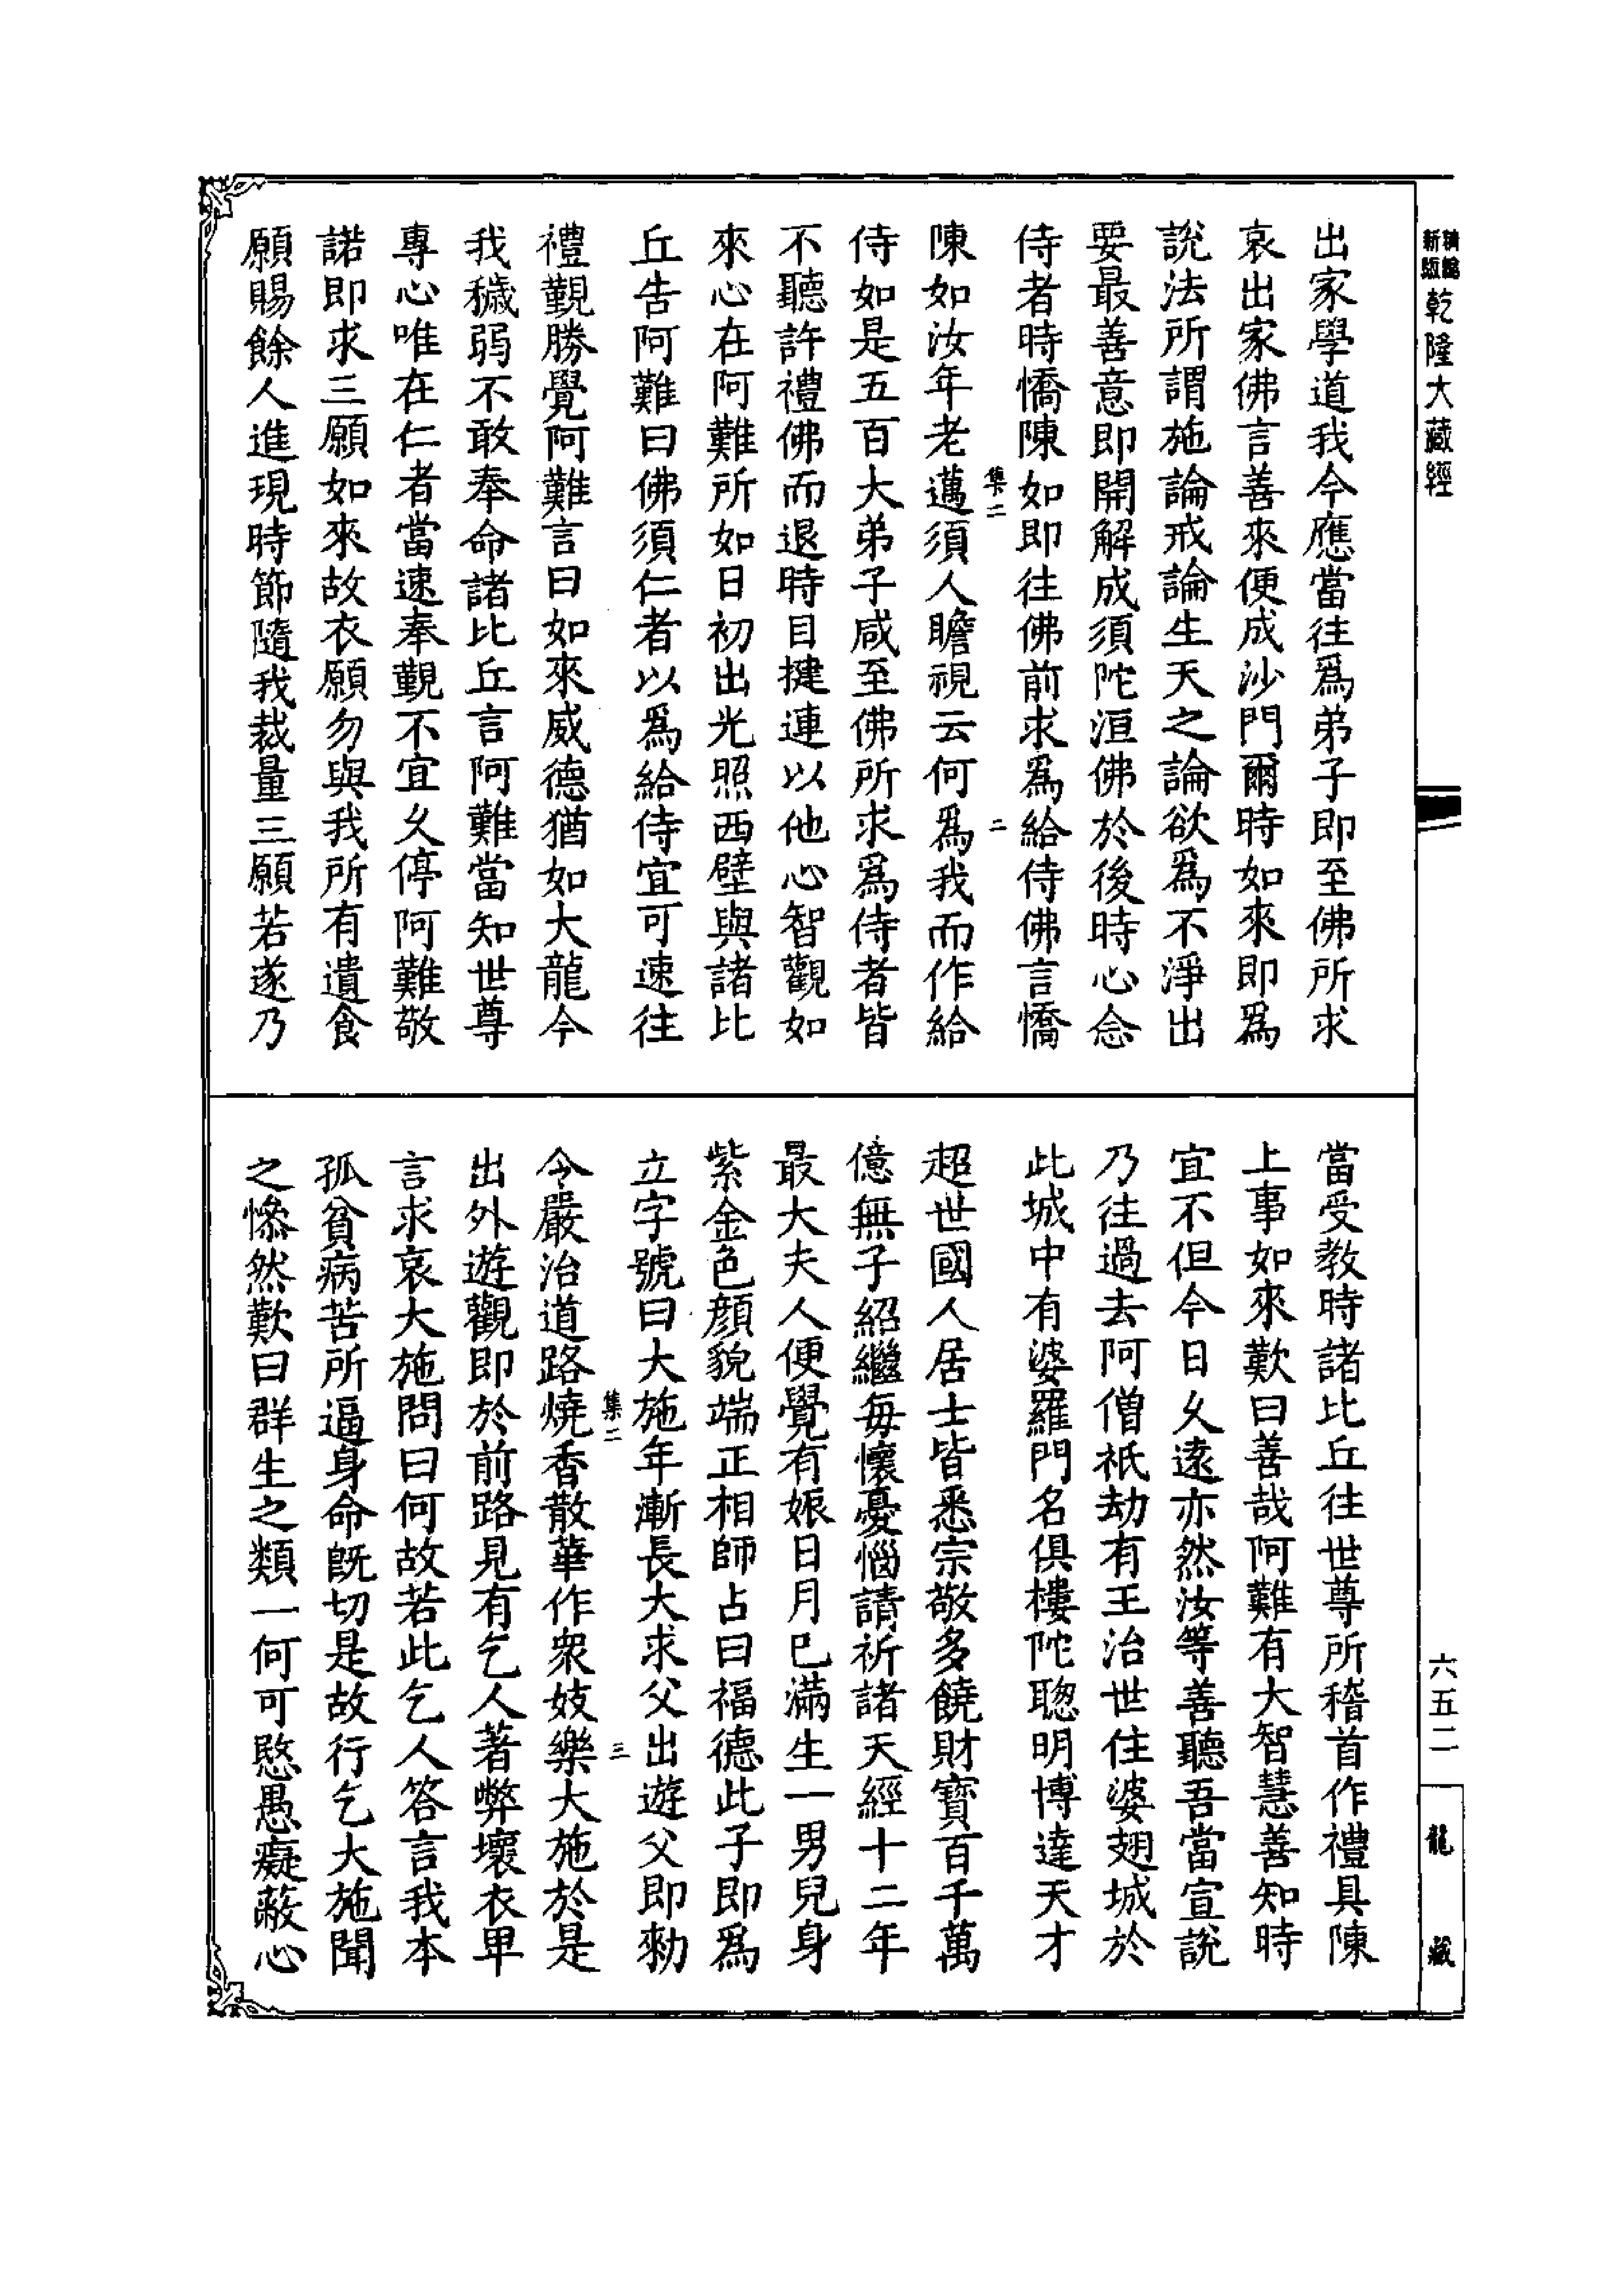 新版
精編
乾隆大藏經
出家學道我今應當往爲弟子即至佛所求
哀出家佛言善來便成沙門爾時如來即爲
說法所謂施論戒論生天之論欲爲不淨出
要最善意即開解成須陀洹佛於後時心念
侍者時憍陳如即往佛前求爲給侍佛言憍
集二
二
陳如汝年老邁須人瞻視云何爲我而作給
侍如是五百大弟子咸至佛所求爲侍者皆
不聽許禮佛而退時目揵連以他心智觀如
來心在阿難所如日初出光照西壁與諸比
丘告阿難曰佛須仁者以爲給侍宜可速往
禮覲勝覺阿難言曰如來威德猶如大龍今
我穢弱不敢奉命諸比丘言阿難當知世尊
專心唯在仁者當速奉覲不宜久停阿難敬
諾即求三願如來故衣願勿與我所有遺食
願賜餘人進現時節隨我裁量三願若遂乃
當受教時諸比丘往世尊所稽首作禮具陳
上事如來歎曰善哉阿難有大智慧善知時
宜不但今日久遠亦然汝等善聽吾當宣說
乃往過去阿僧祇劫有王治世住婆翅城於
此城中有婆羅門名俱樓陀聰明博達天才
超世國人居士皆悉宗敬多饒財寶百千萬
億無子紹繼每懷憂惱請祈諸天經十二年
最大夫人便覺有娠日月已滿生一男兒身
紫金色顏貌端正相師占曰福德此子即爲
立字號曰大施年漸長大求父出遊父即勑
集二
三
令嚴治道路燒香散華作衆妓樂大施於是
出外遊觀即於前路見有乞人著弊壞衣卑
言求哀大施問曰何故若此乞人答言我本
孤貧病苦所逼身命旣切是故行乞大施聞
之慘然歎曰群生之類一何可愍愚癡蔽心
六五二
龍藏